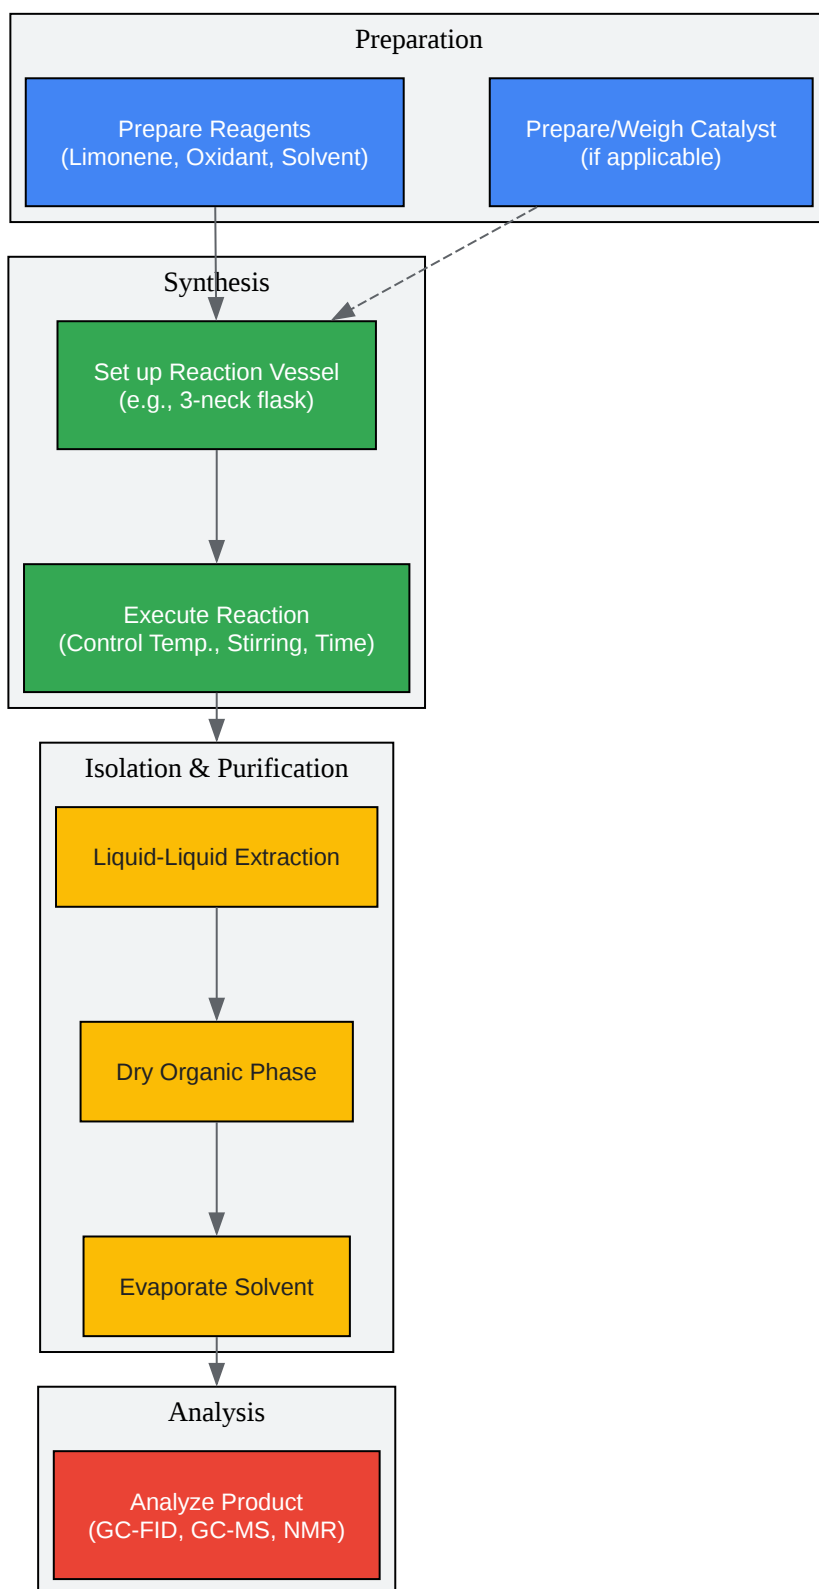 Preparation
Prepare Reagents
(Limonene, Oxidant, Solvent)
Prepare/Weigh Catalyst
(if applicable)
Synthesis
Set up Reaction Vessel
(e.g., 3-neck flask)
Execute Reaction
(Control Temp., Stirring, Time)
Isolation & Purification
Liquid-Liquid Extraction
Dry Organic Phase
Evaporate Solvent
Analysis
Analyze Product
(GC-FID, GC-MS, NMR)